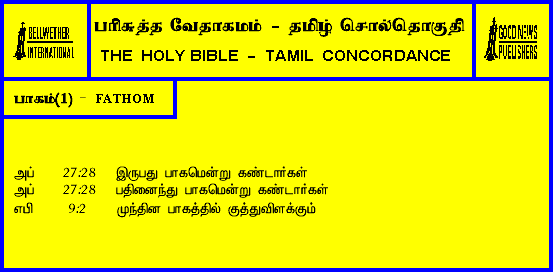 BELLWETHER
INTERNATIONAL
பரிசுத்த வேதாகமம் - தமிழ் சொல்தொகுதி
THE HOLY BIBLE - TAMIL CONCORDANCE
GOOD NEWS
PUBLISHERS
பாகம்(1) - FATHOM
அப் 27:28 இருபது பாகமென்று கண்டார்கள்
அப் 27:28 பதினைந்து பாகமென்று கண்டார்கள்
எபி 9:2 முந்தின பாகத்தில் குத்துவிளக்கும்